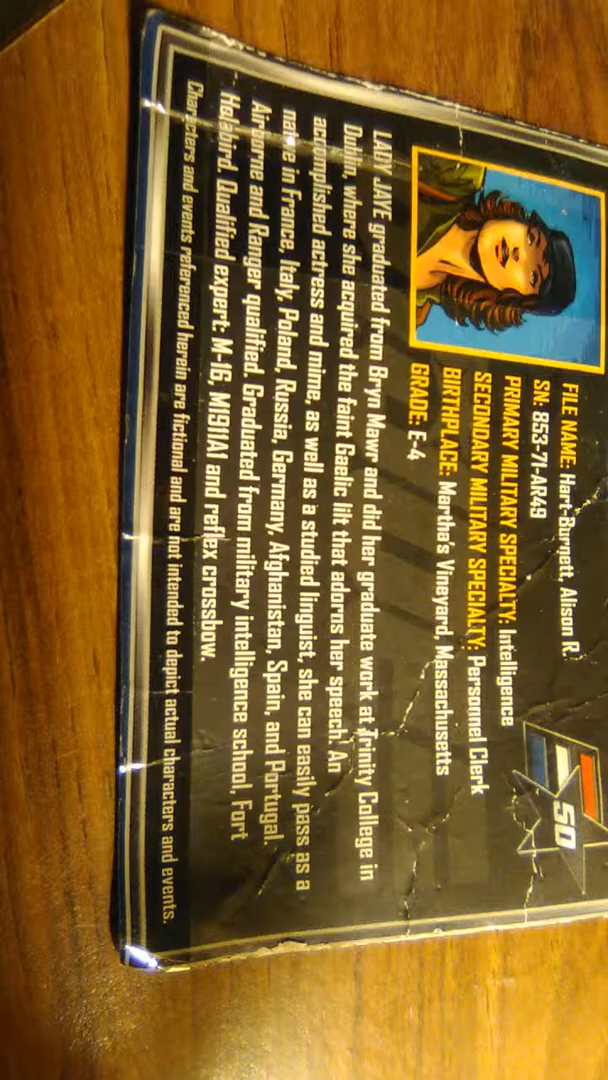 FILE NAME: Hart-Burnett, Alison R.
SN: 853-71-AR49
PRIMARY MILITARY SPECIALTY: Intelligence
SECONDARY MILITARY SPECIALTY: Personnel Clerk
BIRTHPLACE: Martha's Vineyard, Massachusetts
GRADE: E-4
50
LADY JAYE graduated from Bryn Mawr and did her graduate work at Trinity College in
Dublin, where she acquired the faint Gaelic lilt that adorns her speech. An
accomplished actress and mime, as well as a studied linguist, she can easily pass as a
native in France, Italy, Poland, Russia, Germany, Afghanistan, Spain, and Portugal.
Airborne and Ranger qualified. Graduated from military intelligence school, Fort
Holabird. Qualified expert: M-16, M1911A1 and reflex crossbow.
Characters and events referenced herein are fictional and are not intended to depict actual characters and events.